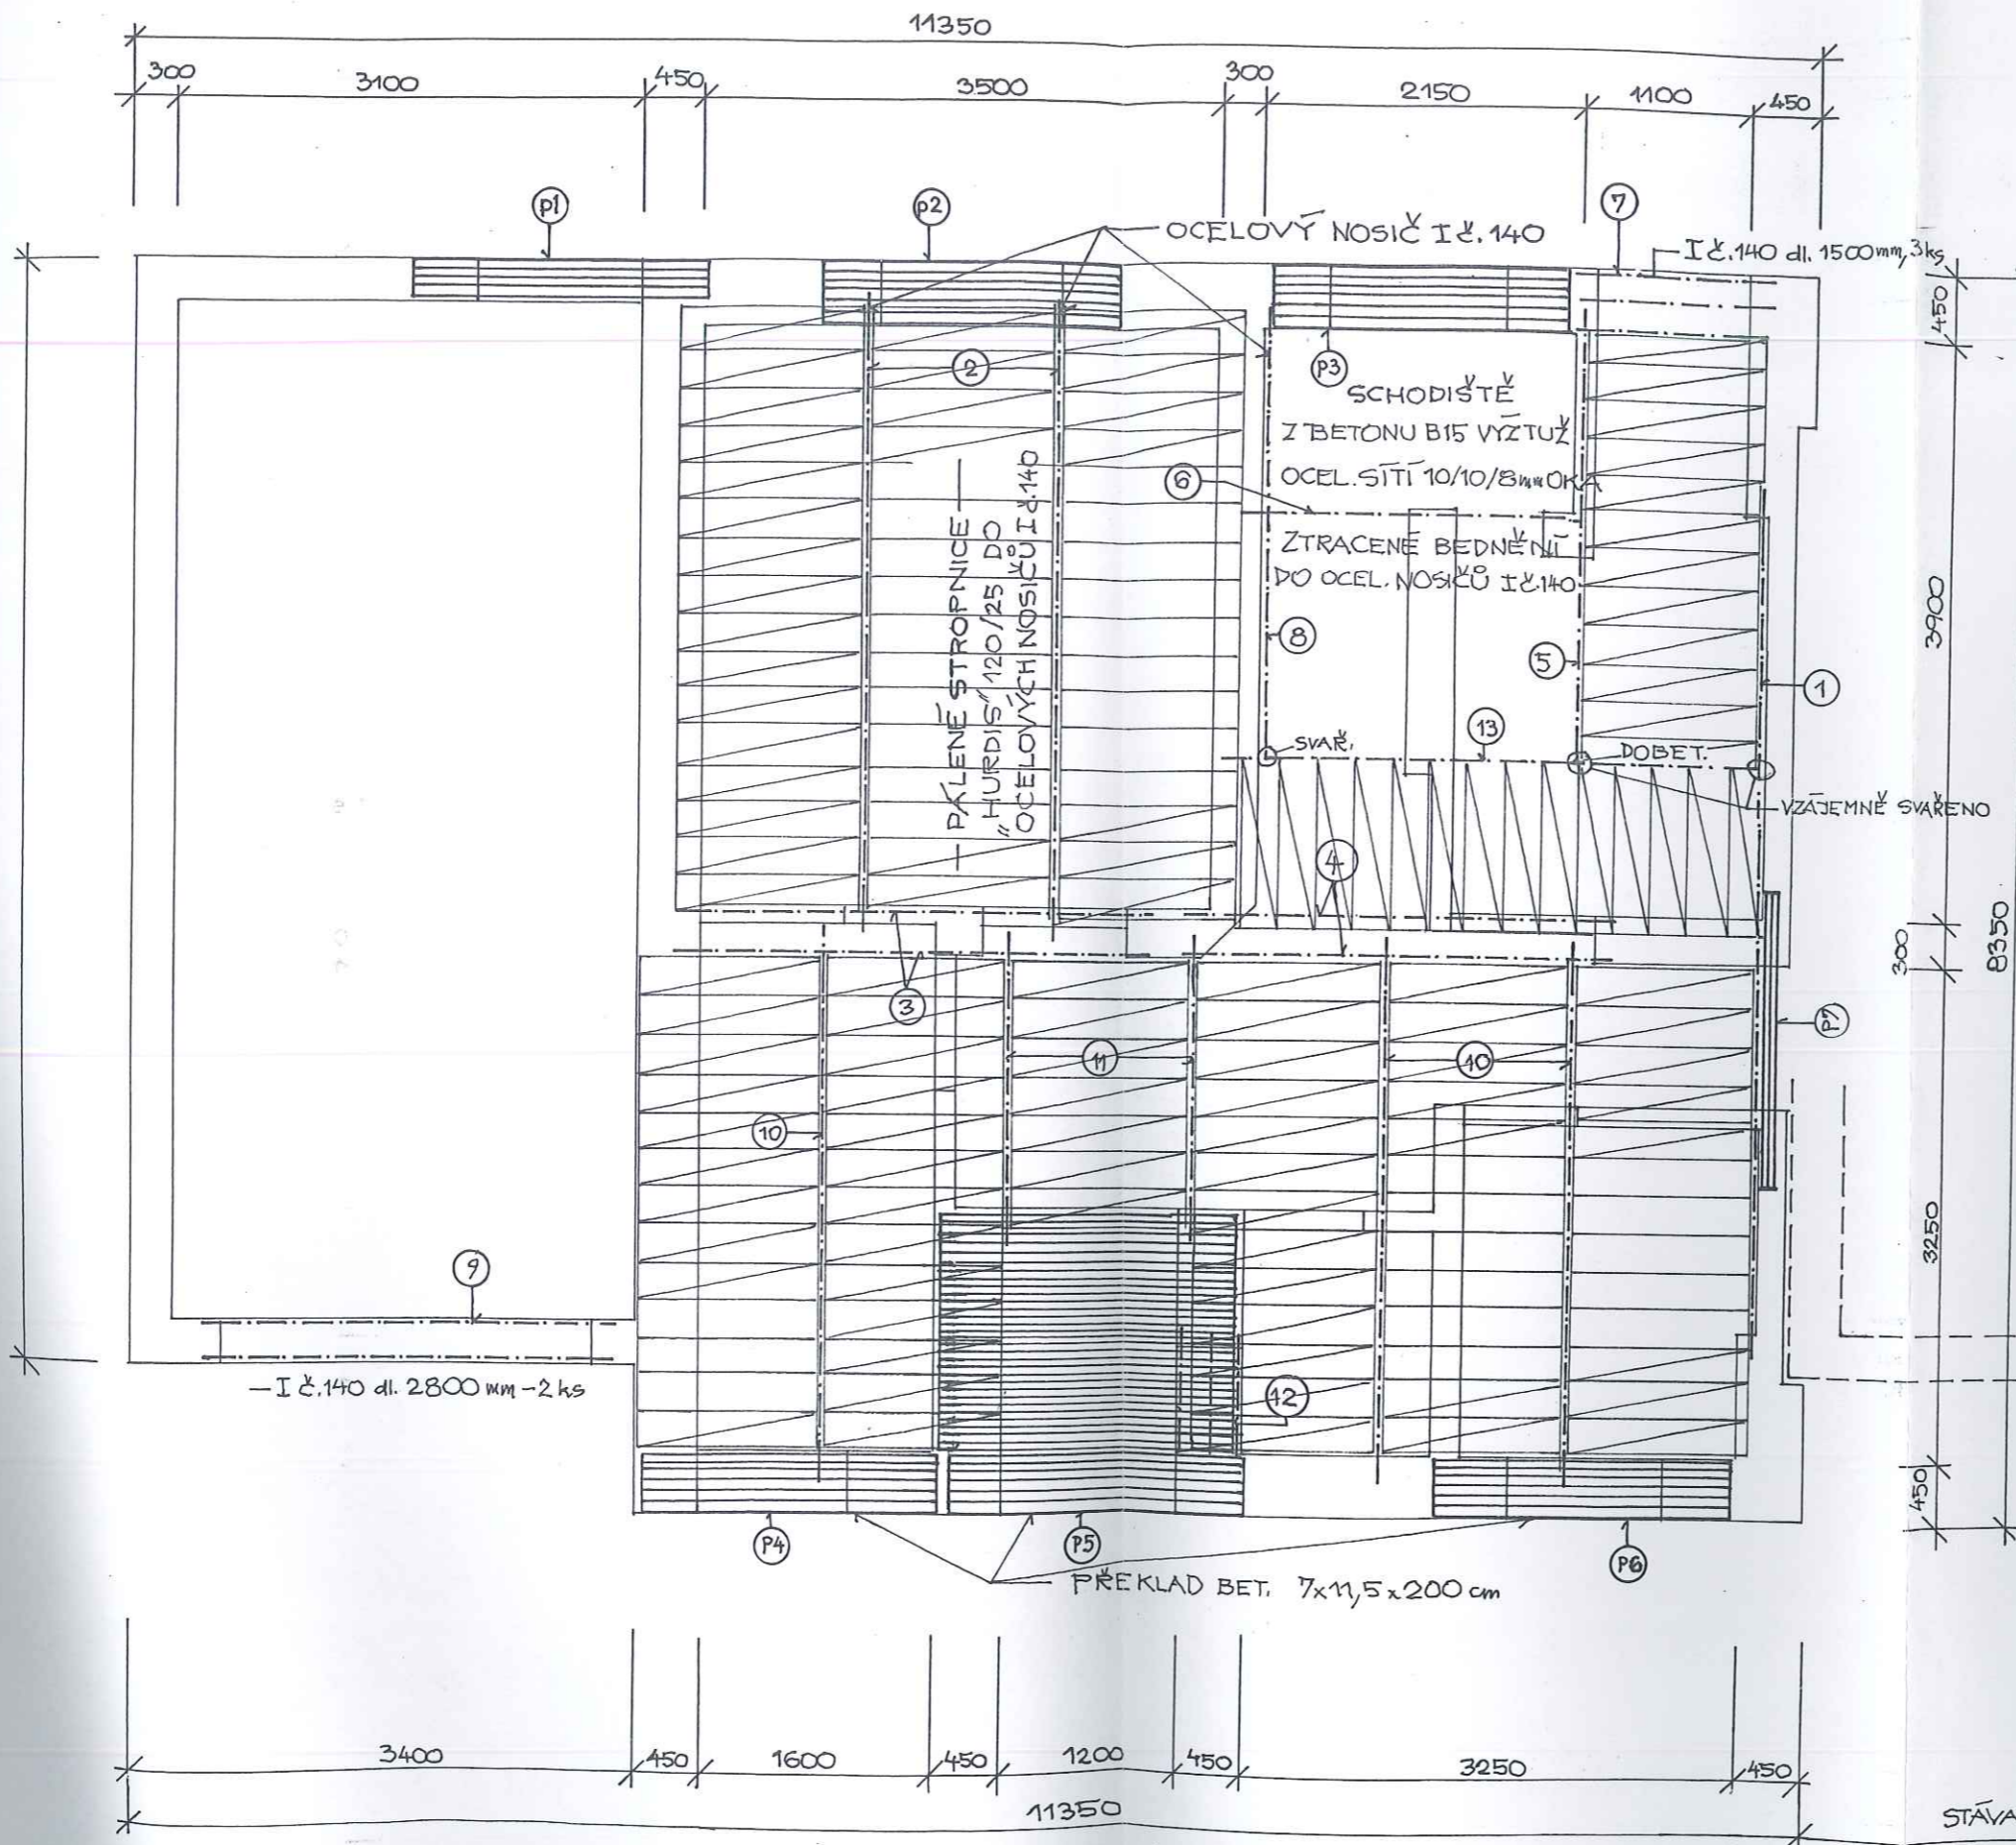 11350
300 3100 450 3500 300 2150 1100 450
P1
P2
OCELOVÝ NOSIČ I č. 140
7
I č.140 dl. 1500 mm, 3ks
450
2
P3
SCHODIŠTĚ
Z BETONU B15 VÝZTUŽ
OCEL. SÍTÍ 10/10/8mm OKA
6
ZTRACENÉ BEDNĚNÍ
DO OCEL. NOSIČŮ I č.140
— PÁLENÉ STROPNICE —
„HURDIS" 120/25 DO
OCELOVÝCH NOSIČŮ I č.140
3900
8
5
1
13
SVAŘ.
DOBET.
VZÁJEMNĚ SVAŘENO
4
300
8350
3
P7
11
10
10
3250
9
— I č.140 dl. 2800 mm - 2 ks
12
450
P4
P5
P6
PŘEKLAD BET. 7x11,5x200 cm
3400 450 1600 450 1200 450 3250 450
11350
STÁVA